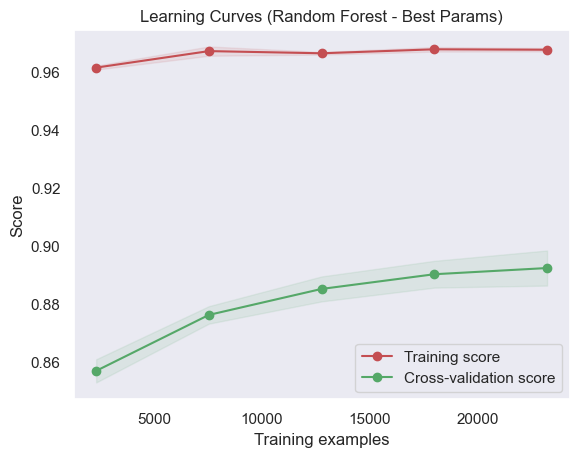 Learning Curves (Random Forest - Best Params)
0.96
0.94
0.92
0.90
0.88
0.86
Score
Training score
Cross-validation score
5000 10000 15000 20000
Training examples